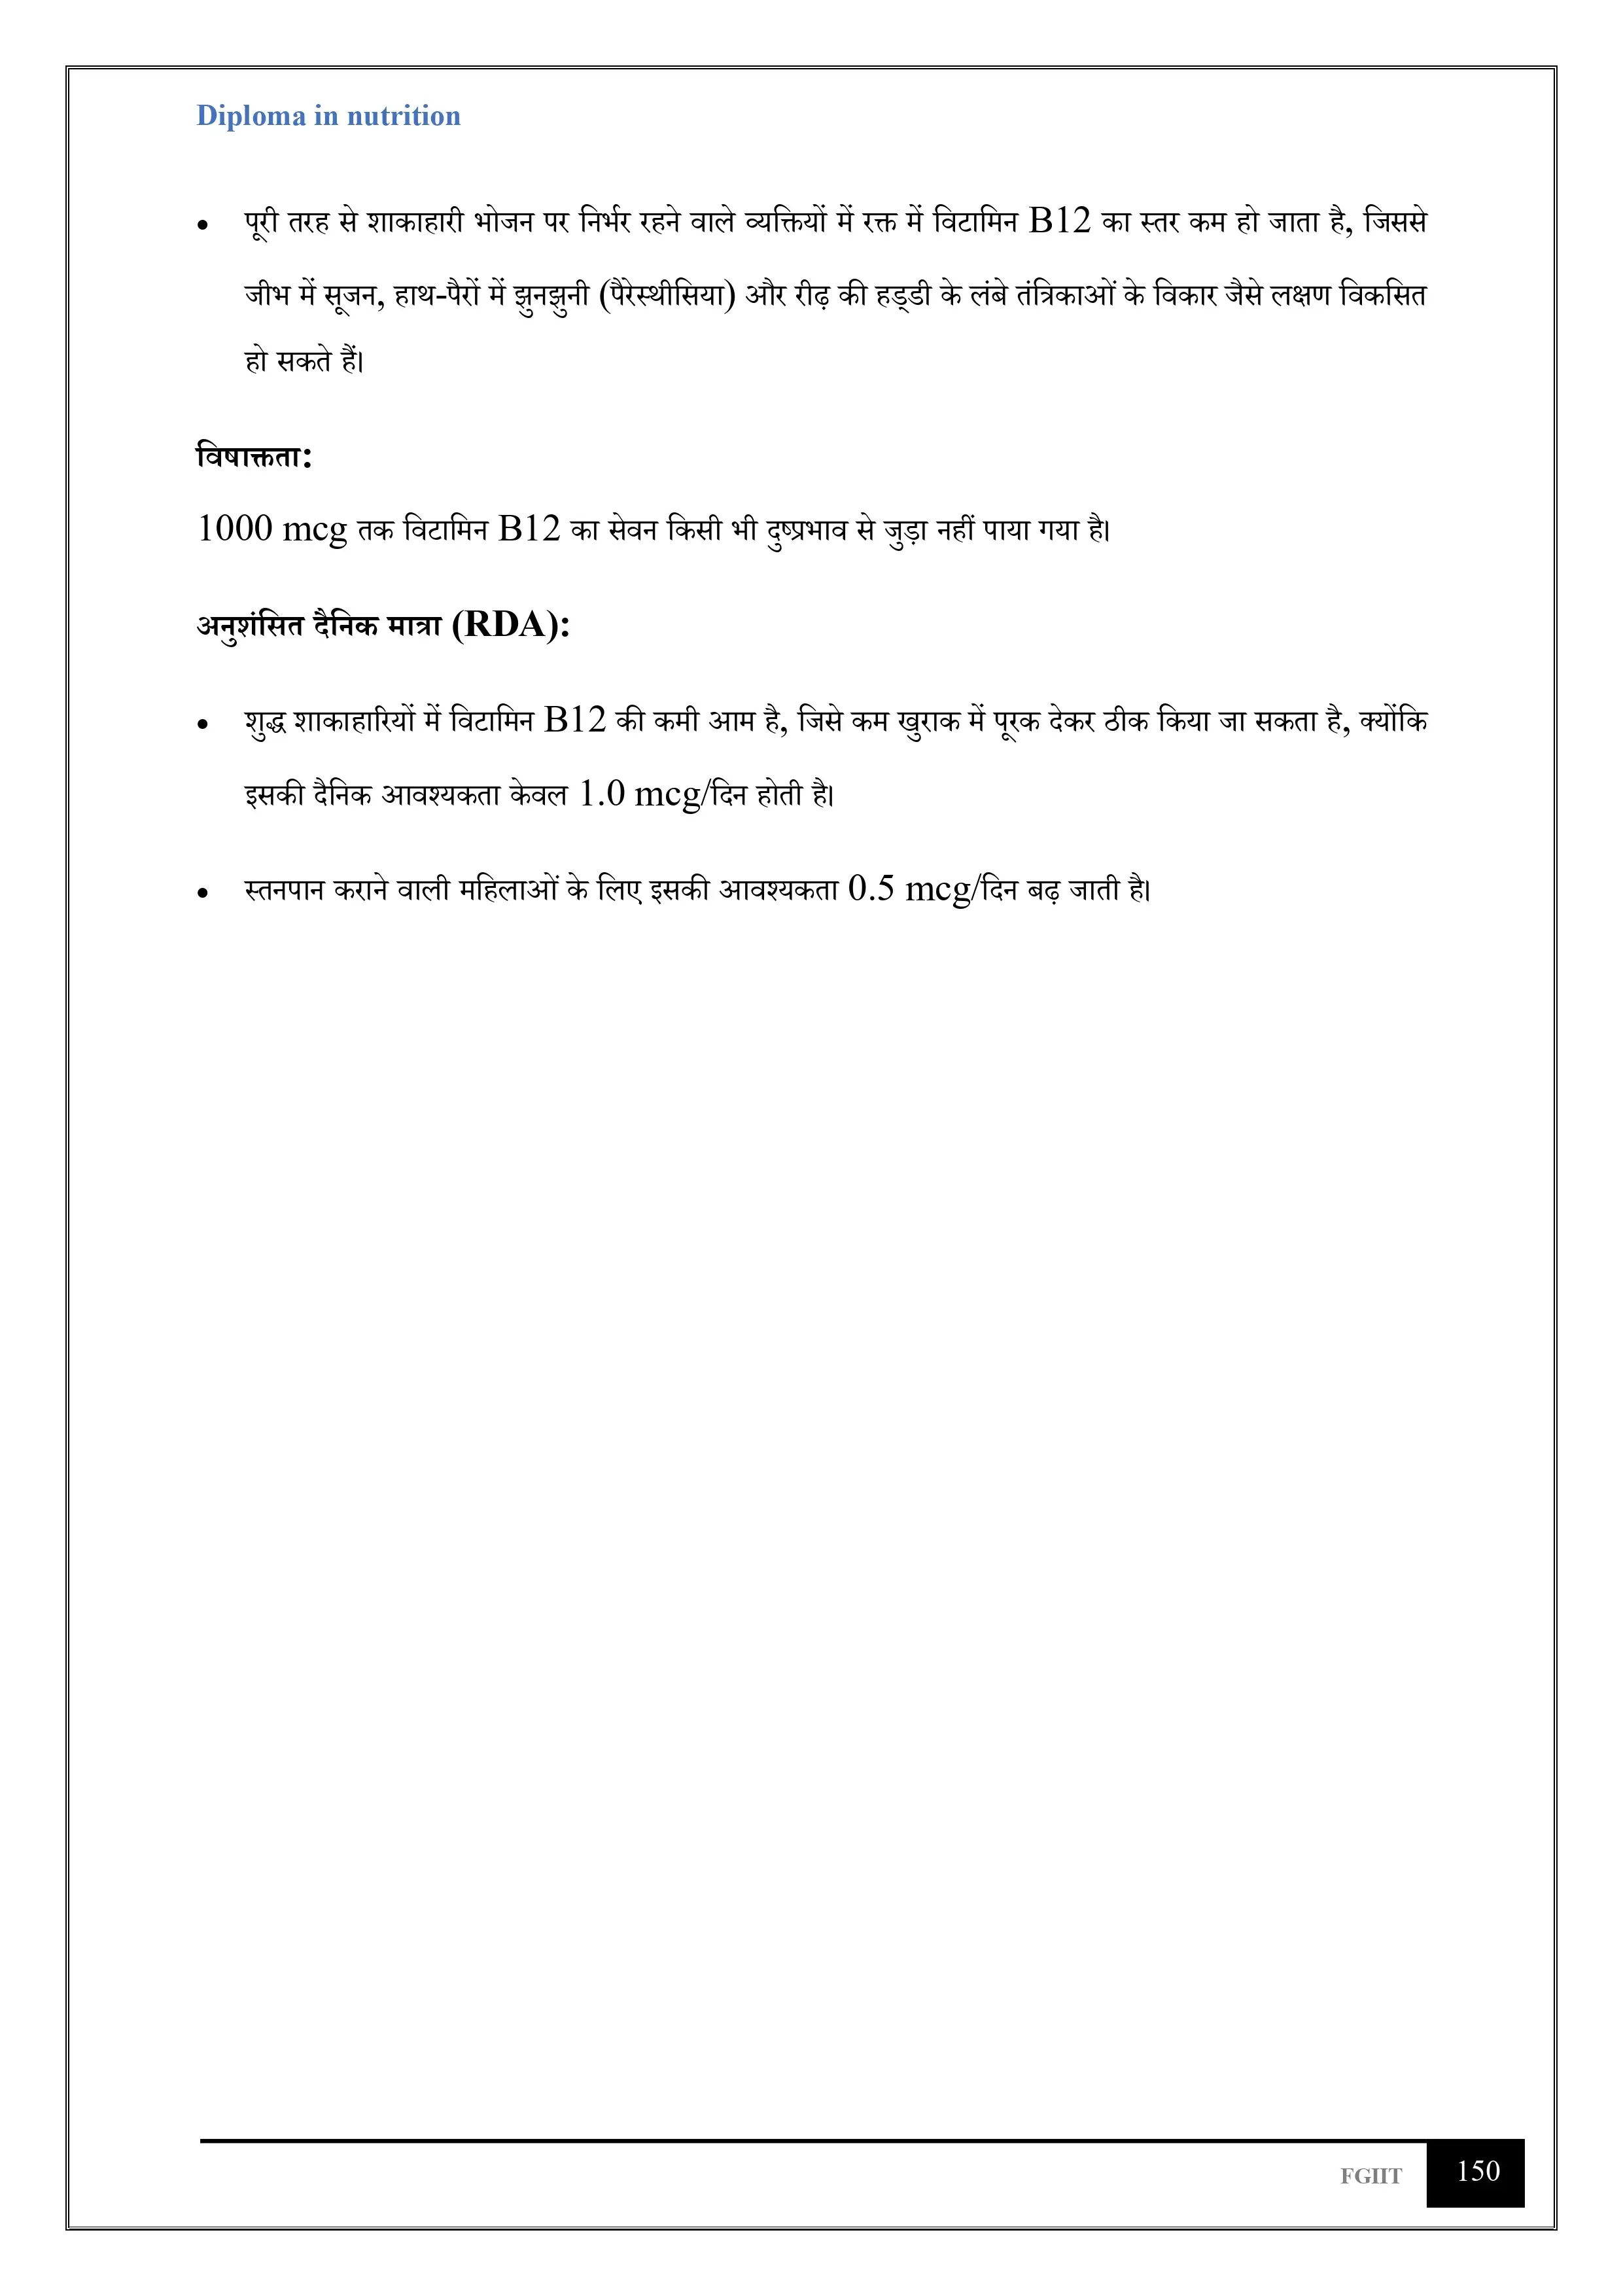 Diploma in nutrition
• पूरी तरह से शाकाहारी भोजन पर निर्भर रहने वाले व्यक्तियों में रक्त में विटामिन B12 का स्तर कम हो जाता है, जिससे
जीभ में सूजन, हाथ-पैरों में झुनझुनी (पैरेस्थीसिया) और रीढ़ की हड्डी के लंबे तंत्रिकाओं के विकार जैसे लक्षण विकसित
हो सकते हैं।
विषाक्तता:
1000 mcg तक विटामिन B12 का सेवन किसी भी दुष्प्रभाव से जुड़ा नहीं पाया गया है।
अनुशंसित दैनिक मात्रा (RDA):
• शुद्ध शाकाहारियों में विटामिन B12 की कमी आम है, जिसे कम खुराक में पूरक देकर ठीक किया जा सकता है, क्योंकि
इसकी दैनिक आवश्यकता केवल 1.0 mcg/दिन होती है।
• स्तनपान कराने वाली महिलाओं के लिए इसकी आवश्यकता 0.5 mcg/दिन बढ़ जाती है।
FGIIT 150